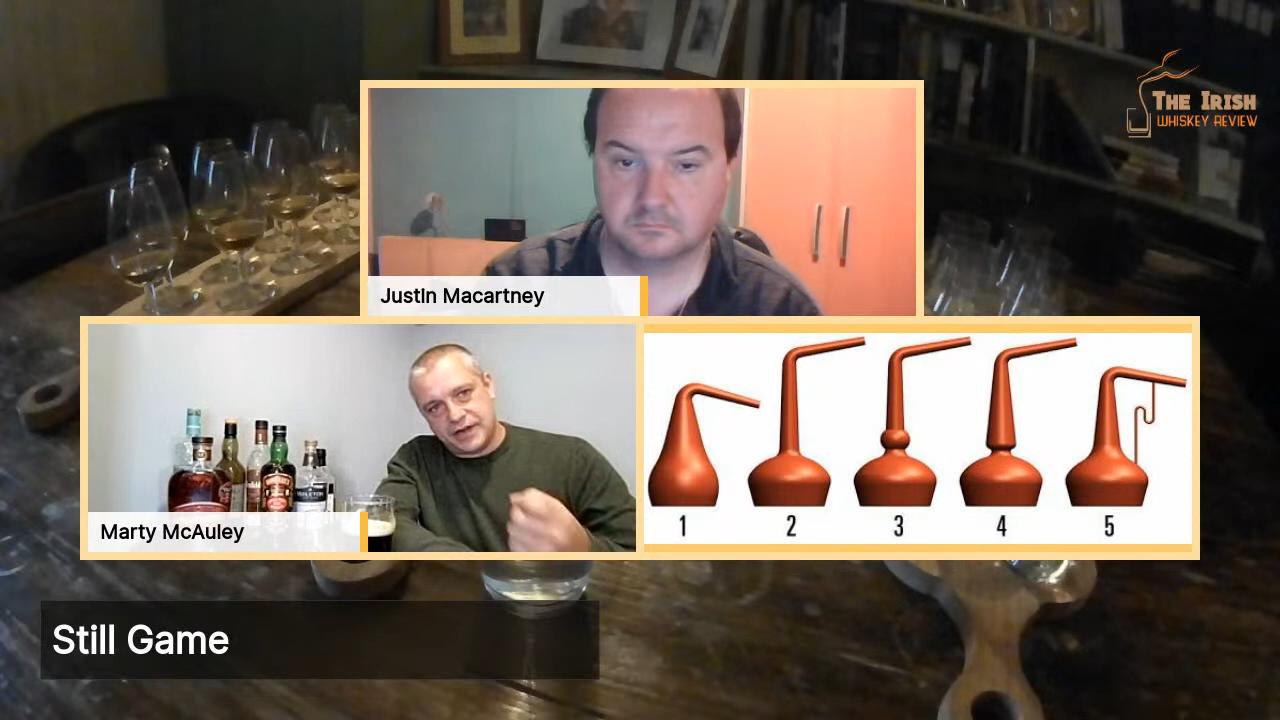 The Irish
Whiskey Review
Justin Macartney
Marty McAuley
1 2 3 4 5
Still Game